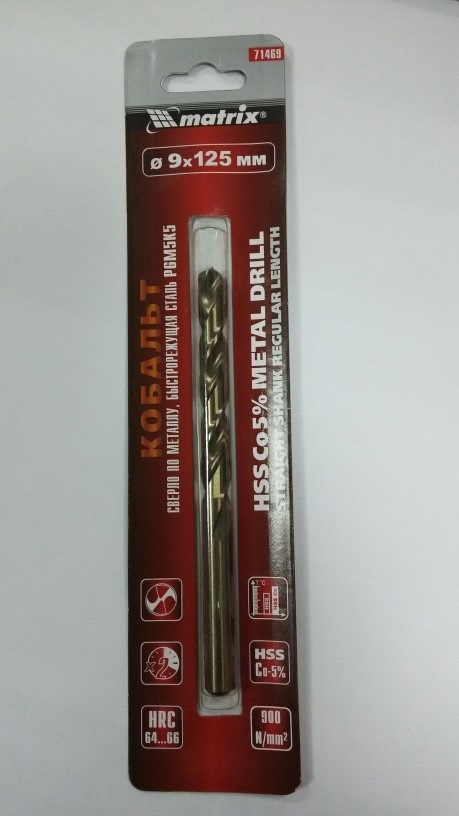 71469
matrix®
ø 9x125 мм
КОБАЛЬТ
СВЕРЛО ПО МЕТАЛЛУ, БЫСТРОРЕЖУЩАЯ СТАЛЬ Р6М5К5
HSS Co5% METAL DRILL
STRAIGHT SHANK REGULAR LENGTH
x2
HSS
Co-5%
HRC
64...66
900
N/mm²